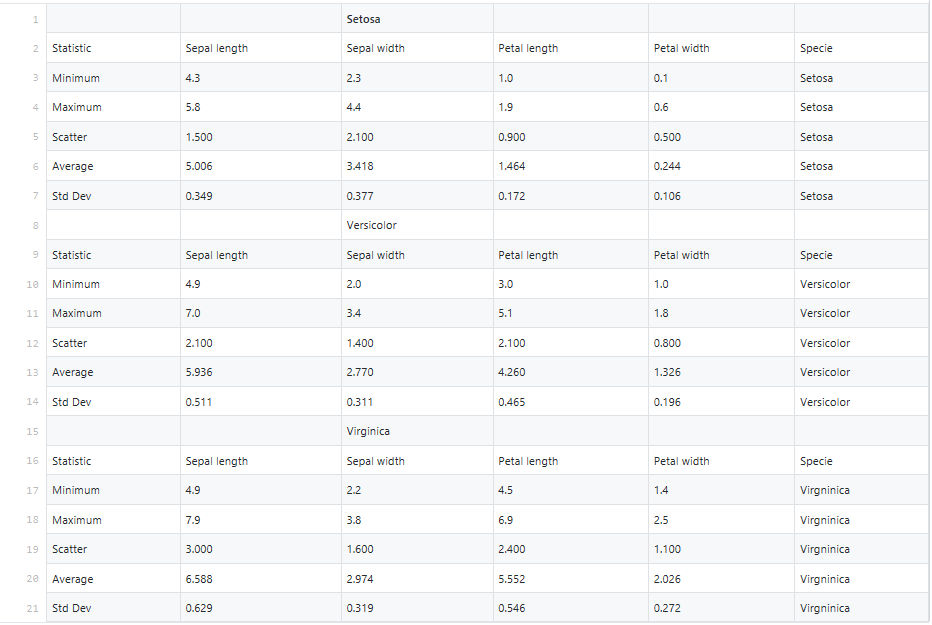 1 Setosa
2 Statistic Sepal length Sepal width Petal length Petal width Specie
3 Minimum 4.3 2.3 1.0 0.1 Setosa
4 Maximum 5.8 4.4 1.9 0.6 Setosa
5 Scatter 1.500 2.100 0.900 0.500 Setosa
6 Average 5.006 3.418 1.464 0.244 Setosa
7 Std Dev 0.349 0.377 0.172 0.106 Setosa
8 Versicolor
9 Statistic Sepal length Sepal width Petal length Petal width Specie
10 Minimum 4.9 2.0 3.0 1.0 Versicolor
11 Maximum 7.0 3.4 5.1 1.8 Versicolor
12 Scatter 2.100 1.400 2.100 0.800 Versicolor
13 Average 5.936 2.770 4.260 1.326 Versicolor
14 Std Dev 0.511 0.311 0.465 0.196 Versicolor
15 Virginica
16 Statistic Sepal length Sepal width Petal length Petal width Specie
17 Minimum 4.9 2.2 4.5 1.4 Virgninica
18 Maximum 7.9 3.8 6.9 2.5 Virgninica
19 Scatter 3.000 1.600 2.400 1.100 Virgninica
20 Average 6.588 2.974 5.552 2.026 Virgninica
21 Std Dev 0.629 0.319 0.546 0.272 Virgninica